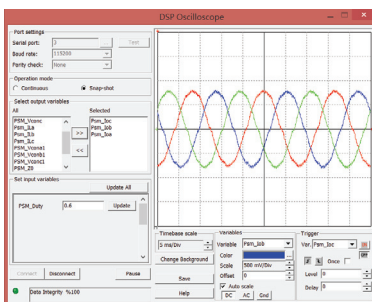 DSP Oscilloscope
Port settings
Serial port: 3
Test
Baud rate: 115200
Parity check: None
Operation mode
Continuous
Snap-shot
Select output variables
All
Selected
PSM_Vconc
Psm_ILa
Psm_ILb
Psm_ILc
PSM_Vcona1
PSM_Vconb1
PSM_Vconc1
PSM_Z8
>>
<<
Psm_Ioc
Psm_Iob
Psm_Ioa
Set input variables
Update All
PSM_Duty
0.6
Update
Connect
Disconnect
Pause
Data Integrity %100
Timebase scale
5 ms/Div
Change Background
Save
Help
Variables
Variable Psm_Iob
Color
Scale 500 mV/Div
Offset 0
Auto scale
DC
AC
Gnd
Trigger
Var. Psm_Ioc
Once
Level 0
Delay 0